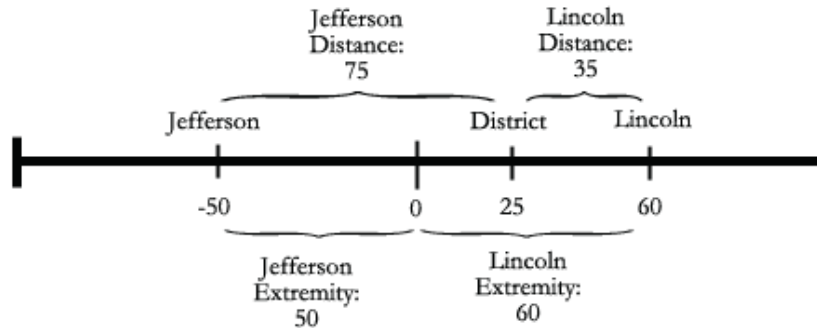 Jefferson
Distance:
75
Lincoln
Distance:
35
Jefferson
District
Lincoln
-50
0
25
60
Jefferson
Extremity:
50
Lincoln
Extremity:
60